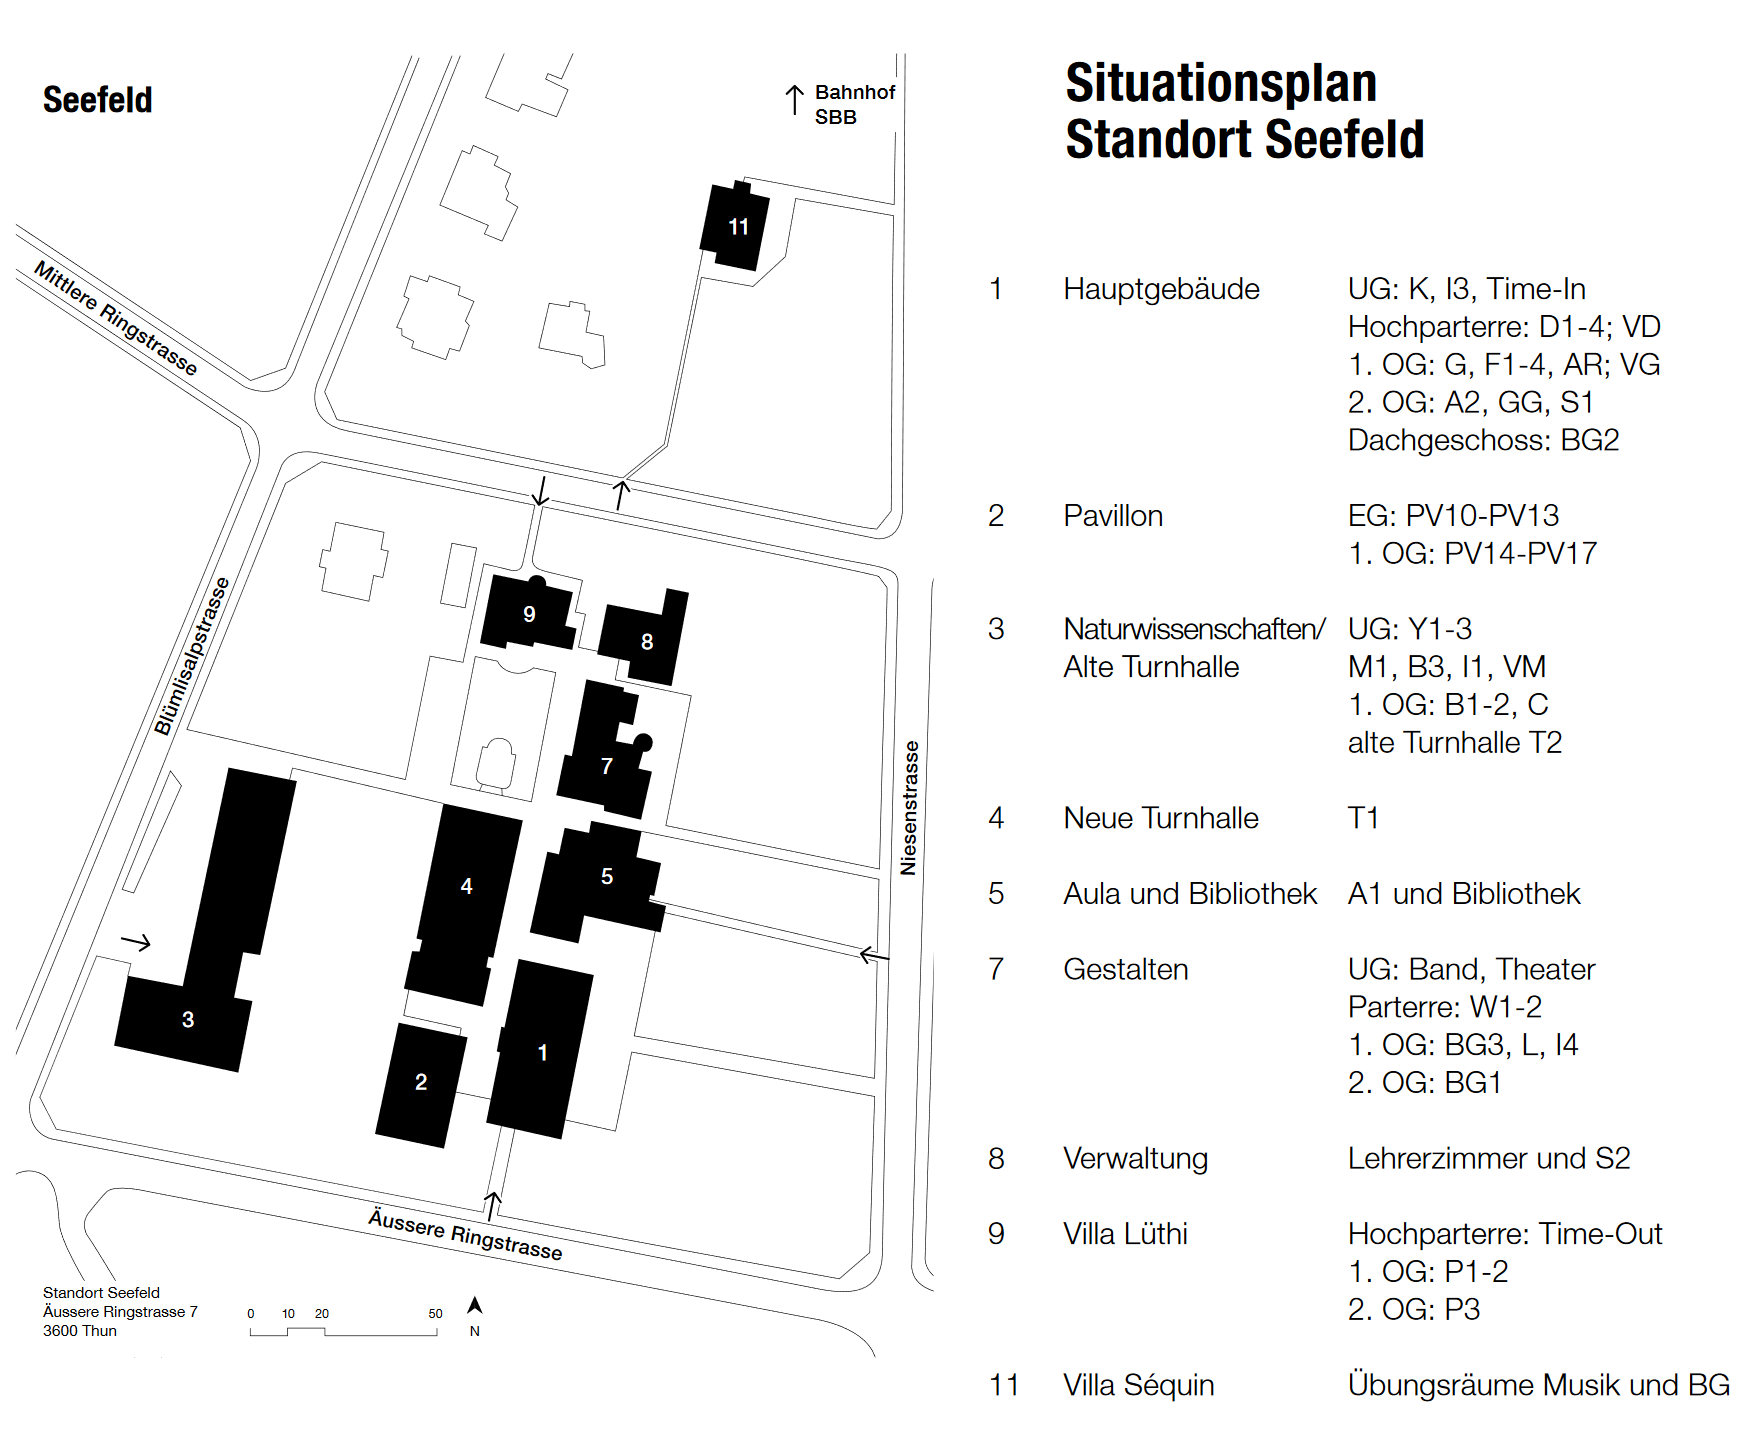 Seefeld
Bahnhof
SBB
11
Mittlere Ringstrasse
9
8
Blümlisalpstrasse
7
Niesenstrasse
5
4
3
1
2
Äussere Ringstrasse
Standort Seefeld
Äussere Ringstrasse 7
3600 Thun
0 10 20 50
N
Situationsplan
Standort Seefeld
1 Hauptgebäude UG: K, I3, Time-In
Hochparterre: D1-4; VD
1. OG: G, F1-4, AR; VG
2. OG: A2, GG, S1
Dachgeschoss: BG2
2 Pavillon EG: PV10-PV13
1. OG: PV14-PV17
3 Naturwissenschaften/ UG: Y1-3
Alte Turnhalle M1, B3, I1, VM
1. OG: B1-2, C
alte Turnhalle T2
4 Neue Turnhalle T1
5 Aula und Bibliothek A1 und Bibliothek
7 Gestalten UG: Band, Theater
Parterre: W1-2
1. OG: BG3, L, I4
2. OG: BG1
8 Verwaltung Lehrerzimmer und S2
9 Villa Lüthi Hochparterre: Time-Out
1. OG: P1-2
2. OG: P3
11 Villa Séquin Übungsräume Musik und BG